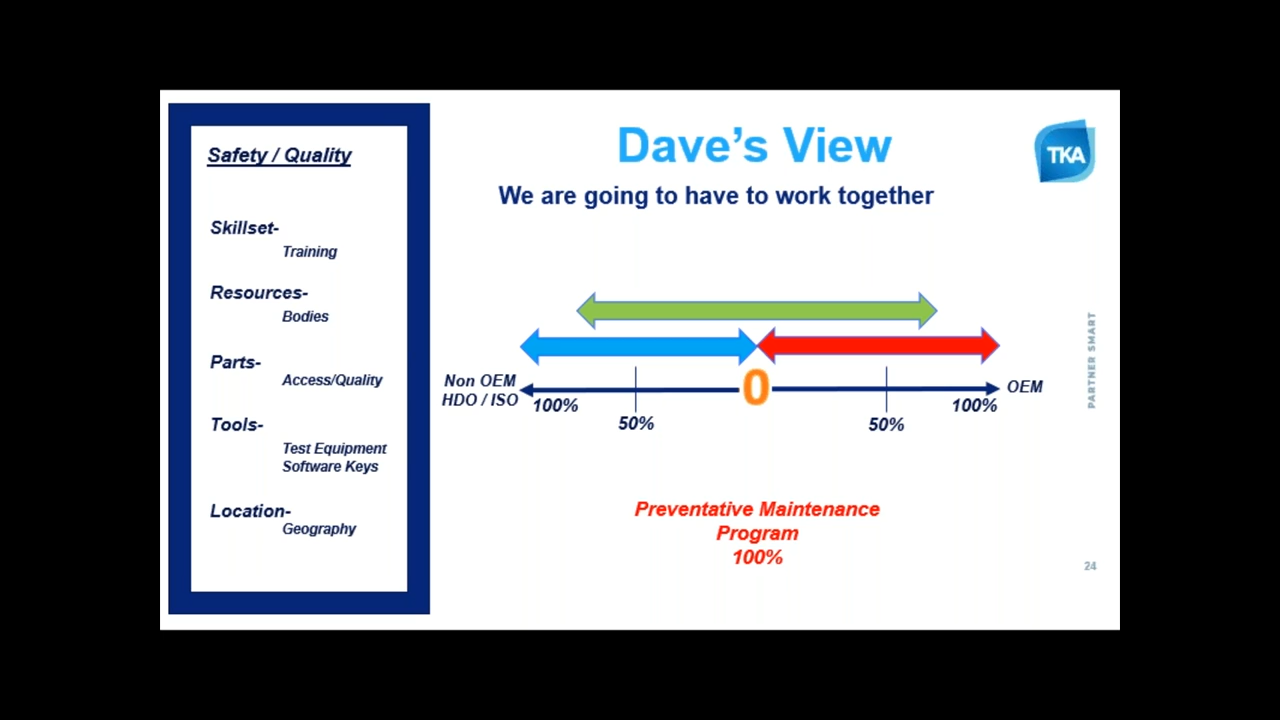 Safety / Quality
Skillset-
Training
Resources-
Bodies
Parts-
Access/Quality
Tools-
Test Equipment
Software Keys
Location-
Geography
Dave's View
We are going to have to work together
TKA
Non OEM
HDO / ISO
100%
50%
0
50%
100%
OEM
Preventative Maintenance
Program
100%
PARTNER SMART
24